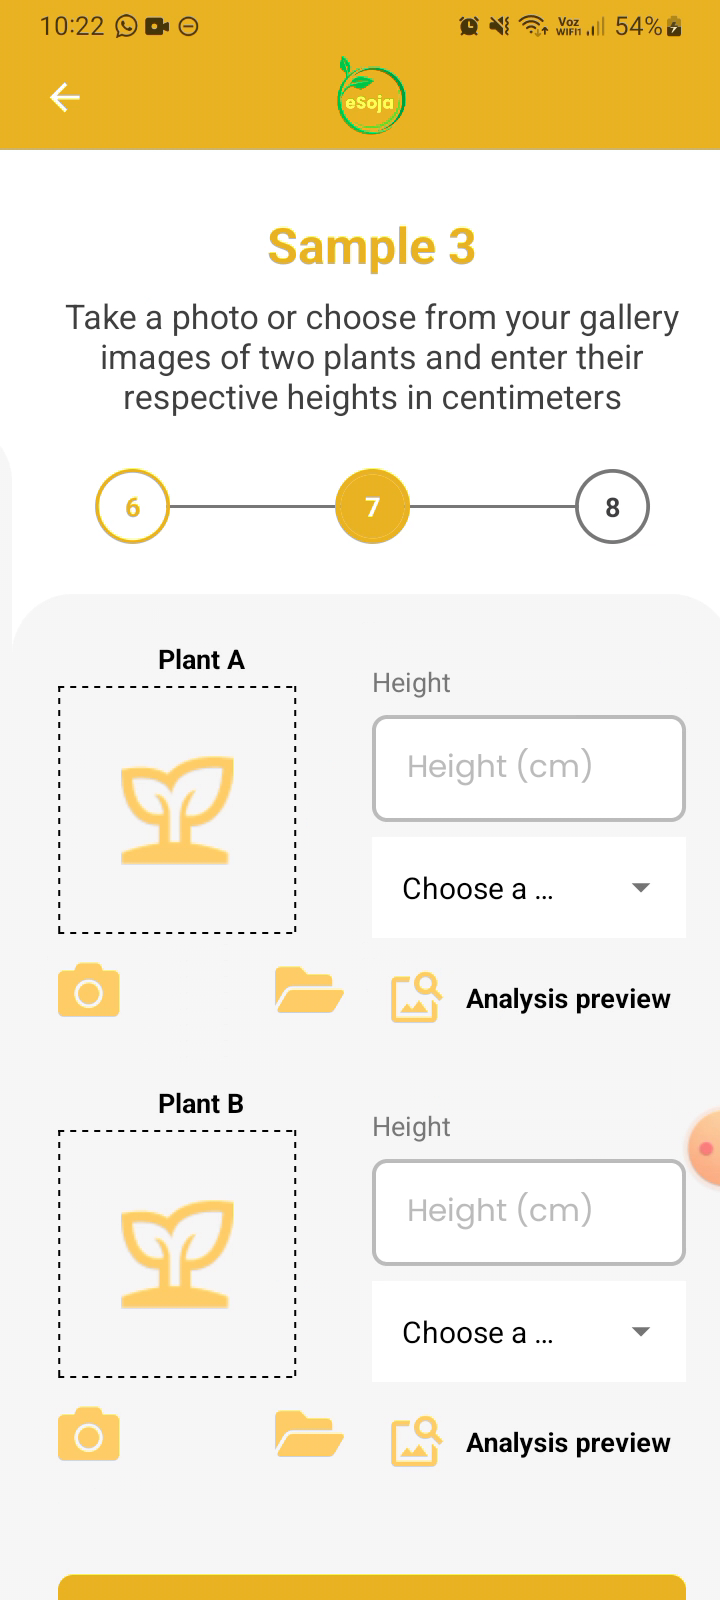 10:22
Voz
WIFI1
54%
eSoja
Sample 3
Take a photo or choose from your gallery
images of two plants and enter their
respective heights in centimeters
6
7
8
Plant A
Height
Height (cm)
Choose a ...
Analysis preview
Plant B
Height
Height (cm)
Choose a ...
Analysis preview